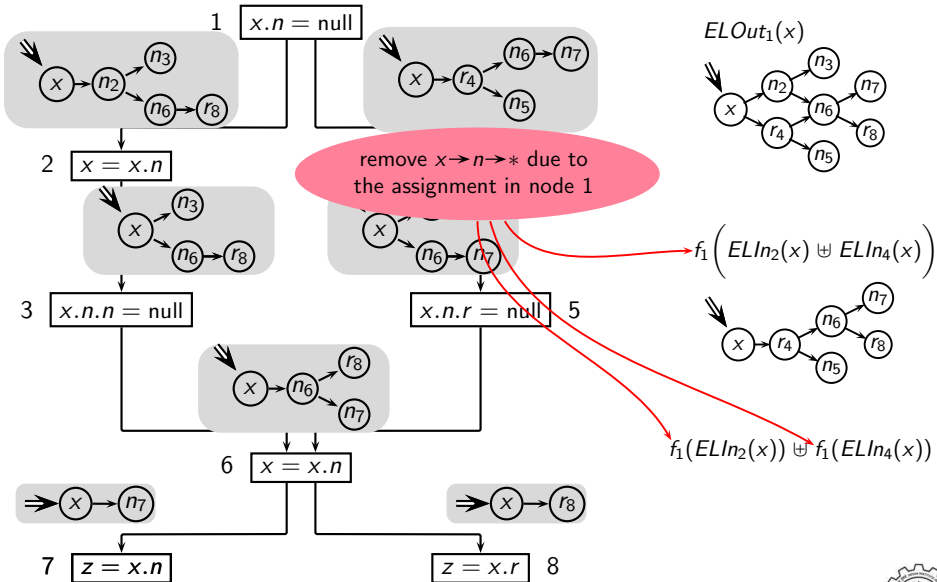 1
x.n = null
ELOut₁(x)
x n₂ n₃ n₆ r₈
x r₄ n₆ n₇ n₅
x n₂ n₃ r₄ n₆ n₇ r₈ n₅
2
x = x.n
remove x→n→* due to
the assignment in node 1
x n₃ n₆ r₈
x n₆ n₇
f₁(ELIn₂(x) ⊎ ELIn₄(x))
3
x.n.n = null
x.n.r = null
5
x r₄ n₆ n₇ r₈ n₅
x n₆ r₈ n₇
f₁(ELIn₂(x)) ⊎ f₁(ELIn₄(x))
6
x = x.n
x n₇
x r₈
7
z = x.n
z = x.r
8